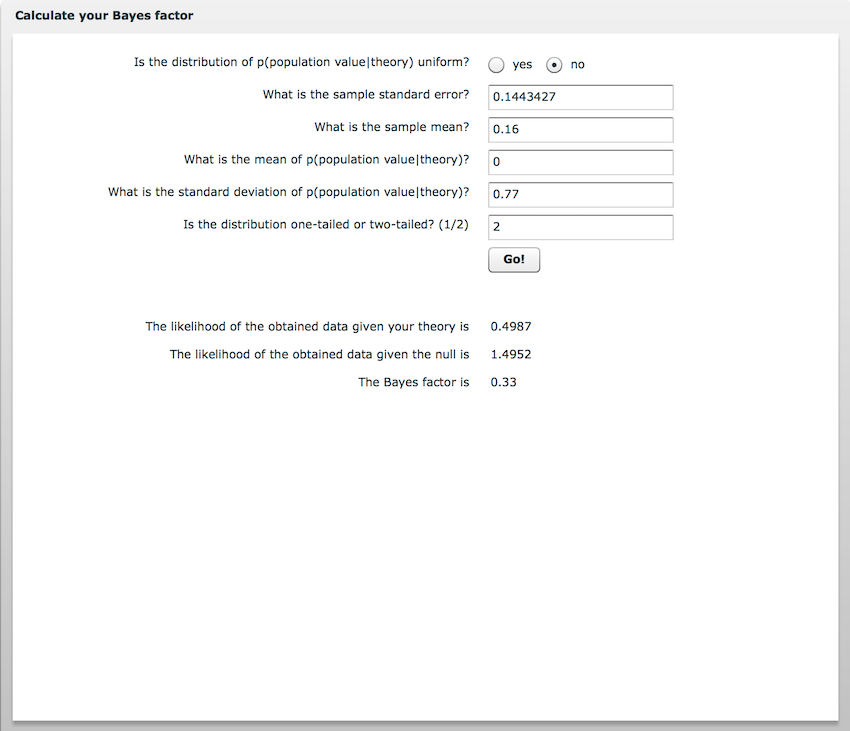 Calculate your Bayes factor
Is the distribution of p(population value|theory) uniform? yes no
What is the sample standard error? 0.1443427
What is the sample mean? 0.16
What is the mean of p(population value|theory)? 0
What is the standard deviation of p(population value|theory)? 0.77
Is the distribution one-tailed or two-tailed? (1/2) 2
Go!
The likelihood of the obtained data given your theory is 0.4987
The likelihood of the obtained data given the null is 1.4952
The Bayes factor is 0.33